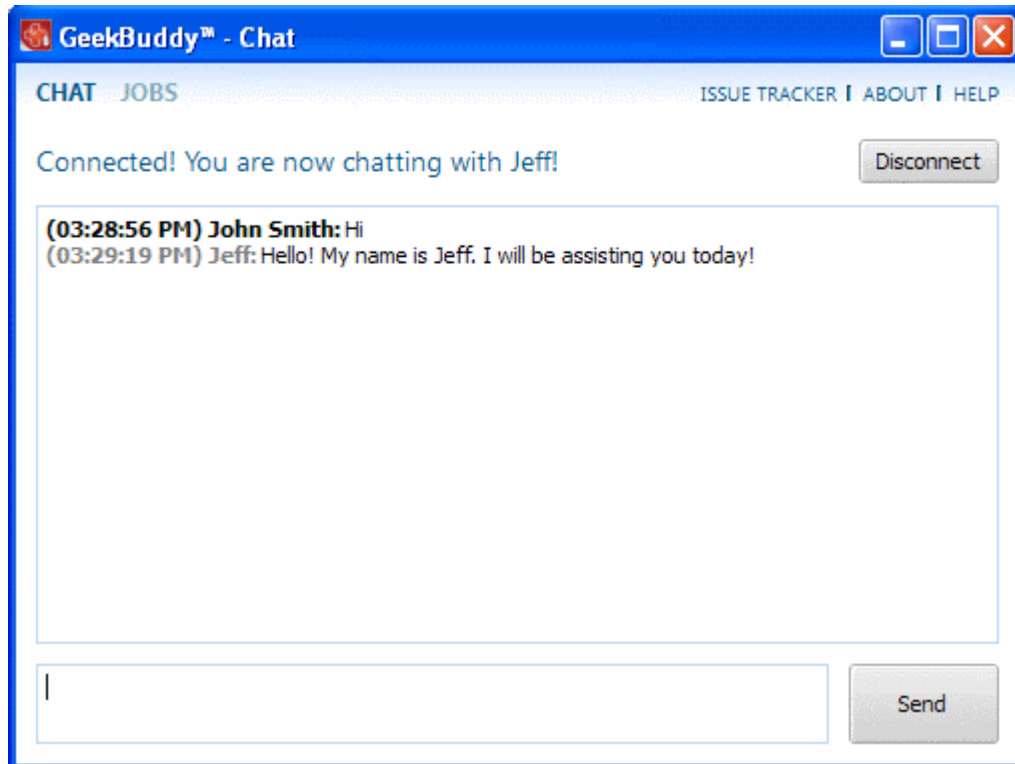 GeekBuddy™ - Chat
CHAT JOBS ISSUE TRACKER | ABOUT | HELP
Connected! You are now chatting with Jeff! Disconnect
(03:28:56 PM) John Smith: Hi
(03:29:19 PM) Jeff: Hello! My name is Jeff. I will be assisting you today!
Send